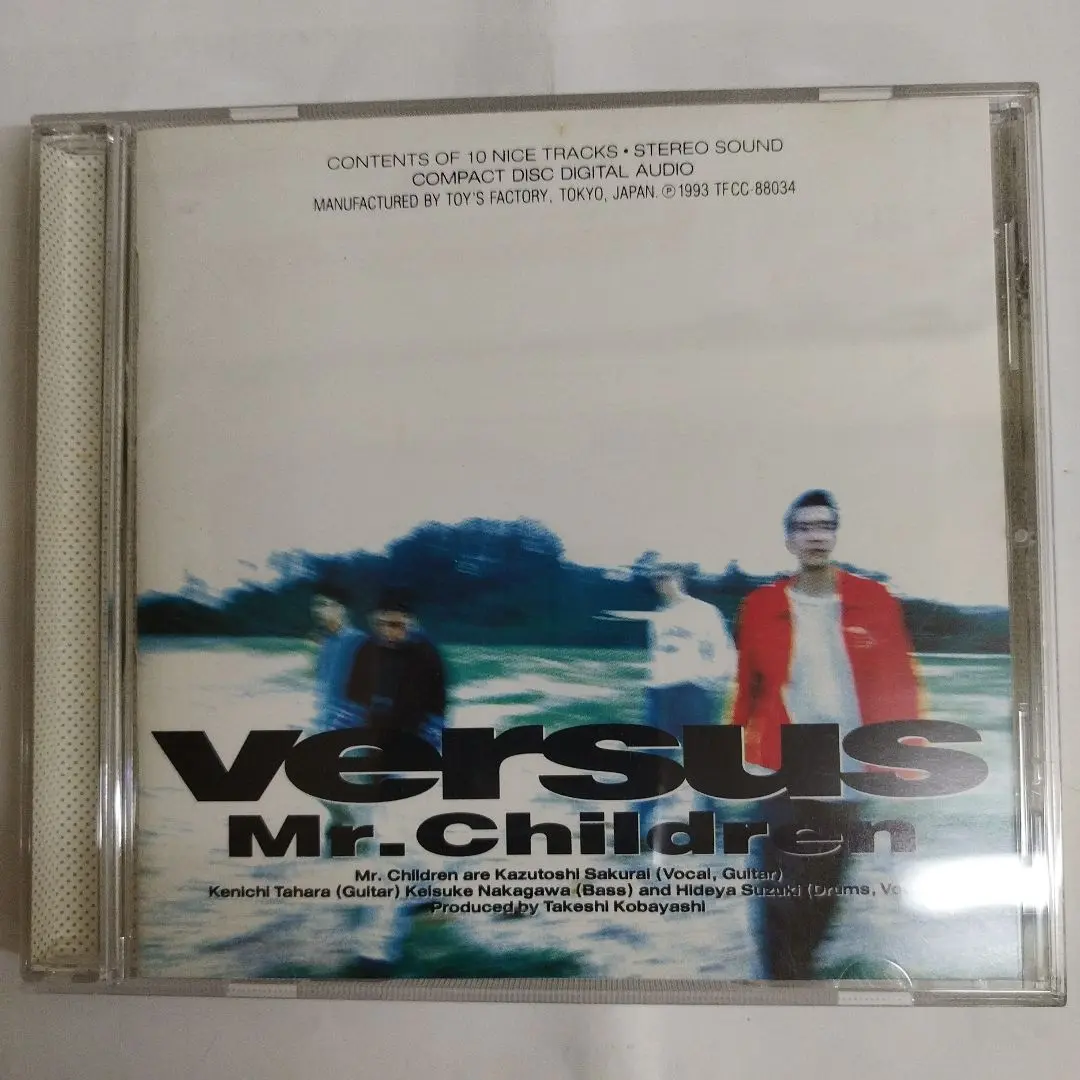 CONTENTS OF 10 NICE TRACKS • STEREO SOUND
COMPACT DISC DIGITAL AUDIO
MANUFACTURED BY TOY'S FACTORY, TOKYO, JAPAN. ℗1993 TFCC-88034
versus
Mr.Children
Mr. Children are Kazutoshi Sakurai (Vocal, Guitar)
Kenichi Tahara (Guitar) Keisuke Nakagawa (Bass) and Hideya Suzuki (Drums,
Produced by Takeshi Kobayashi